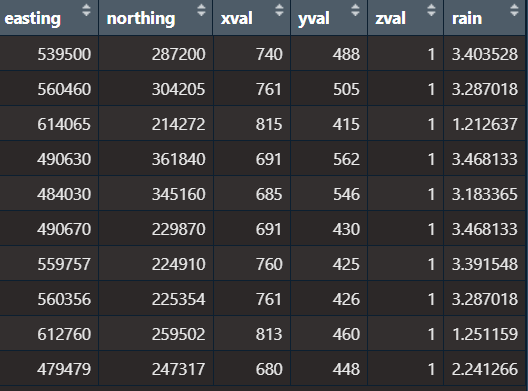 easting northing xval yval zval rain
539500 287200 740 488 1 3.403528
560460 304205 761 505 1 3.287018
614065 214272 815 415 1 1.212637
490630 361840 691 562 1 3.468133
484030 345160 685 546 1 3.183365
490670 229870 691 430 1 3.468133
559757 224910 760 425 1 3.391548
560356 225354 761 426 1 3.287018
612760 259502 813 460 1 1.251159
479479 247317 680 448 1 2.241266